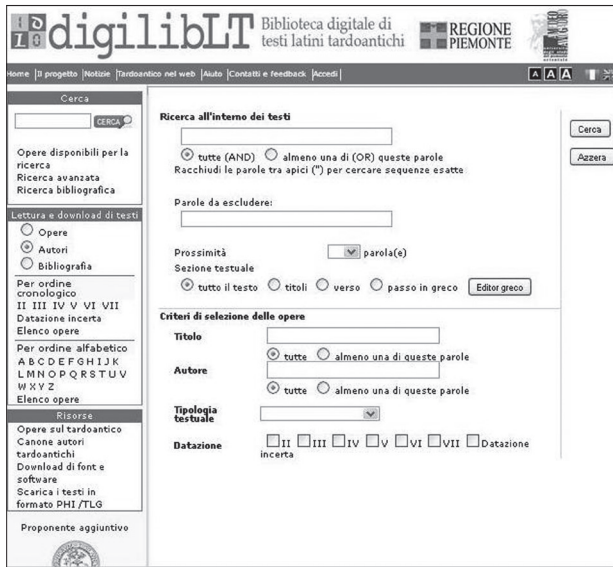 digilibLT
Biblioteca digitale di
testi latini tardoantichi
REGIONE
PIEMONTE
Home |Il progetto|Notizie |Tardoantico nel web |Aiuto |Contatti e feedback |Accedi|
A A A
Cerca
CERCA
Opere disponibili per la
ricerca
Ricerca avanzata
Ricerca bibliografica
Lettura e download di testi
Opere
Autori
Bibliografia
Per ordine
cronologico
II III IV V VI VII
Datazione incerta
Elenco opere
Per ordine alfabetico
A B C D E F G H I J K
L M N O P Q R S T U V
W X Y Z
Elenco opere
Risorse
Opere sul tardoantico
Canone autori
tardoantichi
Download di font e
software
Scarica i testi in
formato PHI /TLG
Proponente aggiuntivo
Ricerca all'interno dei testi
tutte (AND) almeno una di (OR) queste parole
Racchiudi le parole tra apici (") per cercare sequenze esatte
Parole da escludere:
Prossimità parola(e)
Sezione testuale
tutto il testo titoli verso passo in greco Editor greco
Criteri di selezione delle opere
Titolo
tutte almeno una di queste parole
Autore
tutte almeno una di queste parole
Tipologia
testuale
Datazione II III IV V VI VII Datazione
incerta
Cerca
Azzera